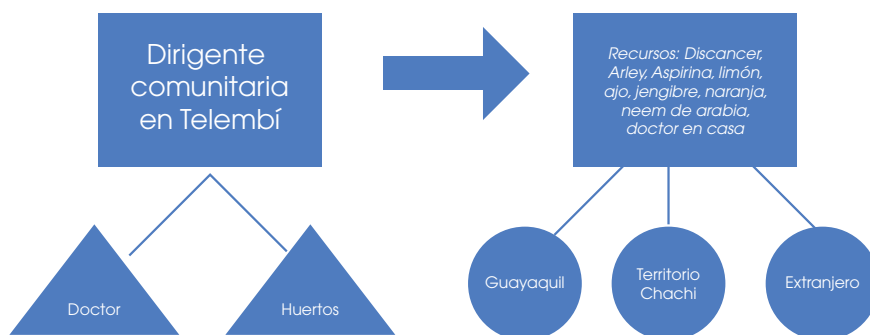 Dirigente
comunitaria
en Telembí
Recursos: Discancer,
Arley, Aspirina, limón,
ajo, jengibre, naranja,
neem de arabia,
doctor en casa
Doctor
Huertos
Guayaquil
Territorio
Chachi
Extranjero